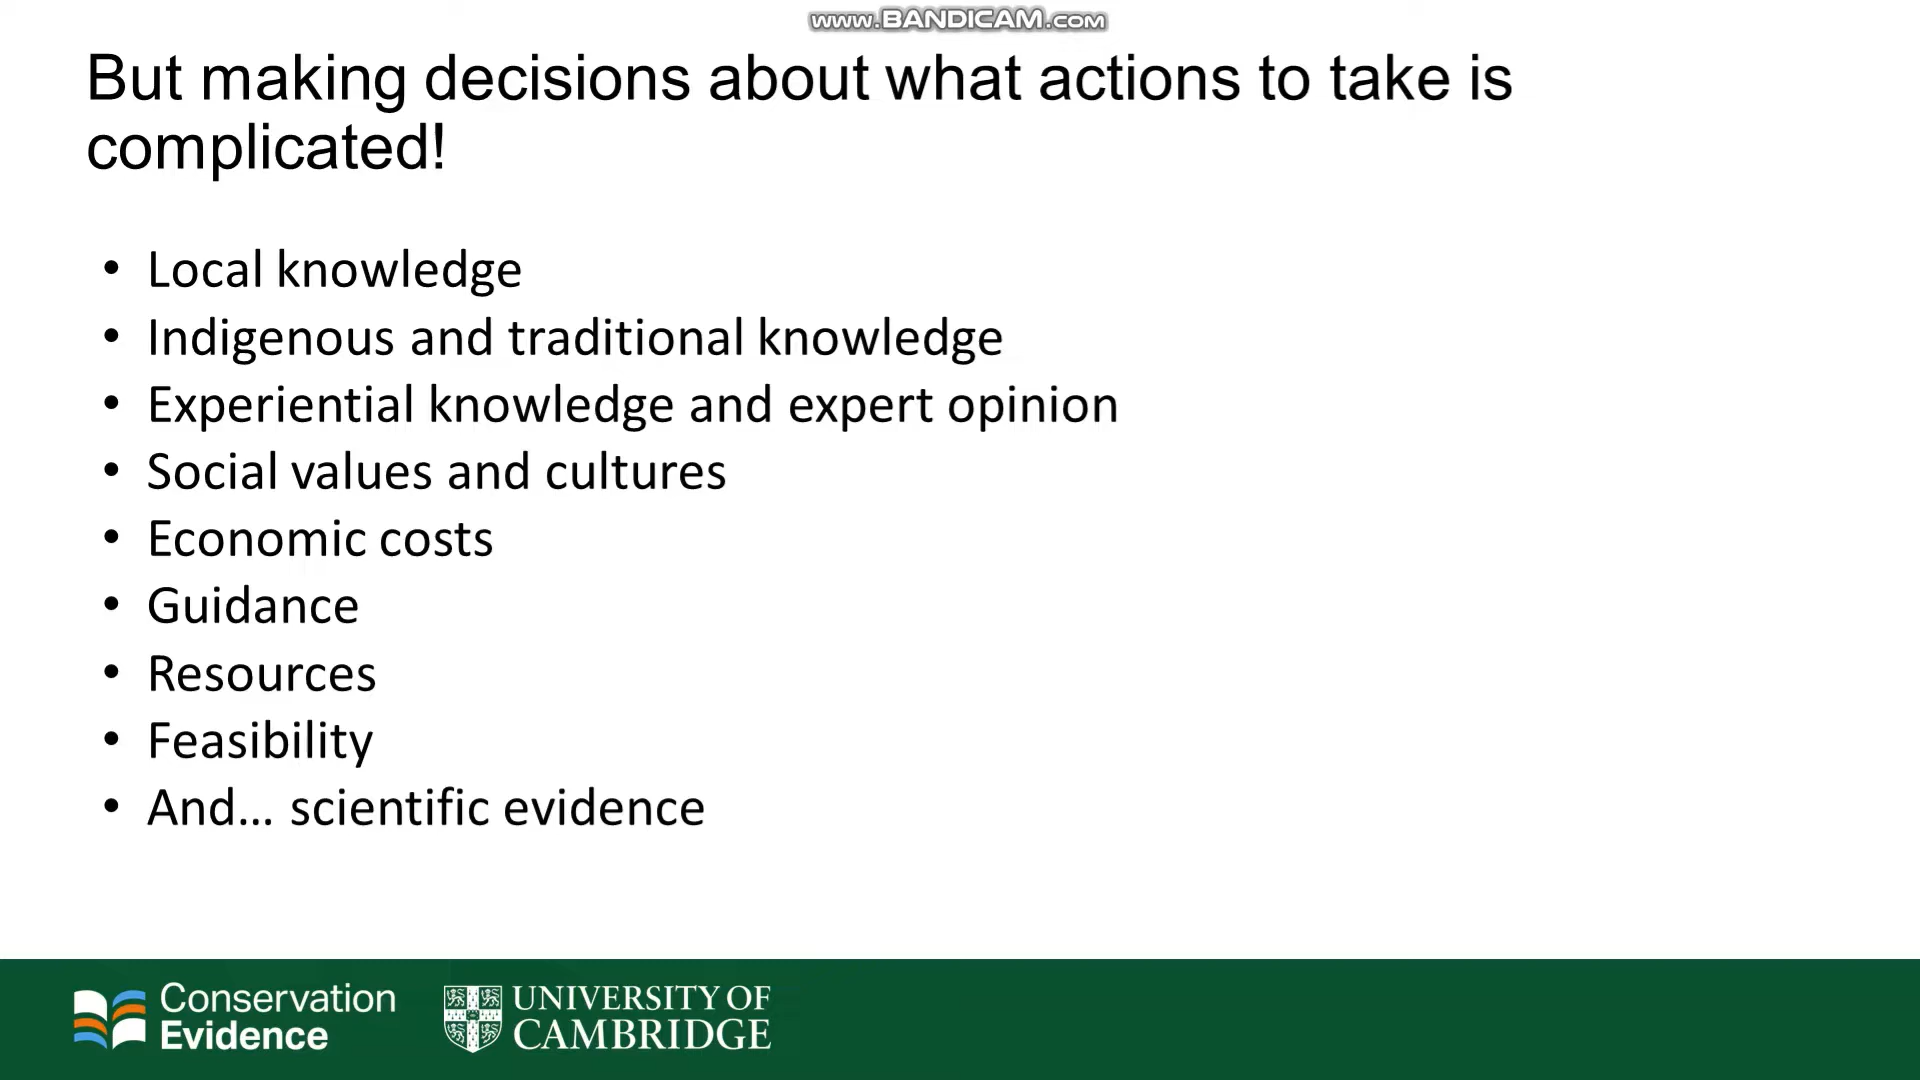 www.BANDICAM.com
But making decisions about what actions to take is
complicated!
• Local knowledge
• Indigenous and traditional knowledge
• Experiential knowledge and expert opinion
• Social values and cultures
• Economic costs
• Guidance
• Resources
• Feasibility
• And... scientific evidence
Conservation
Evidence
UNIVERSITY OF
CAMBRIDGE